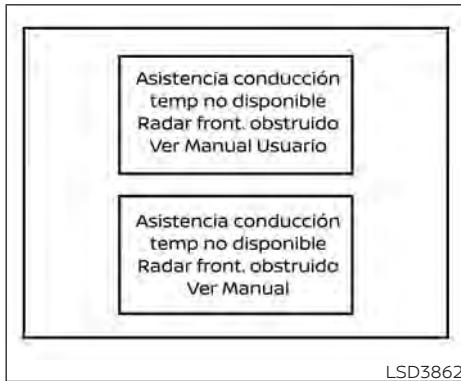 Asistencia conducción
temp no disponible
Radar front. obstruido
Ver Manual Usuario
Asistencia conducción
temp no disponible
Radar front. obstruido
Ver Manual
LSD3862